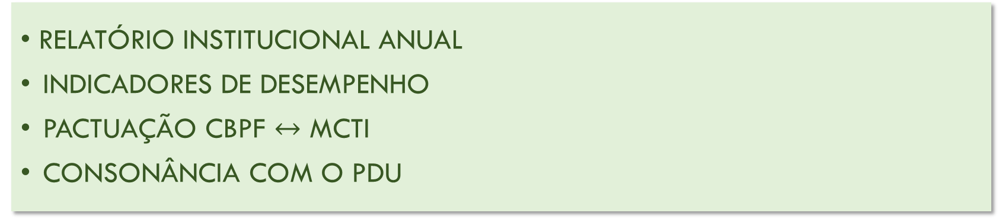 • RELATÓRIO INSTITUCIONAL ANUAL
• INDICADORES DE DESEMPENHO
• PACTUAÇÃO CBPF ↔ MCTI
• CONSONÂNCIA COM O PDU